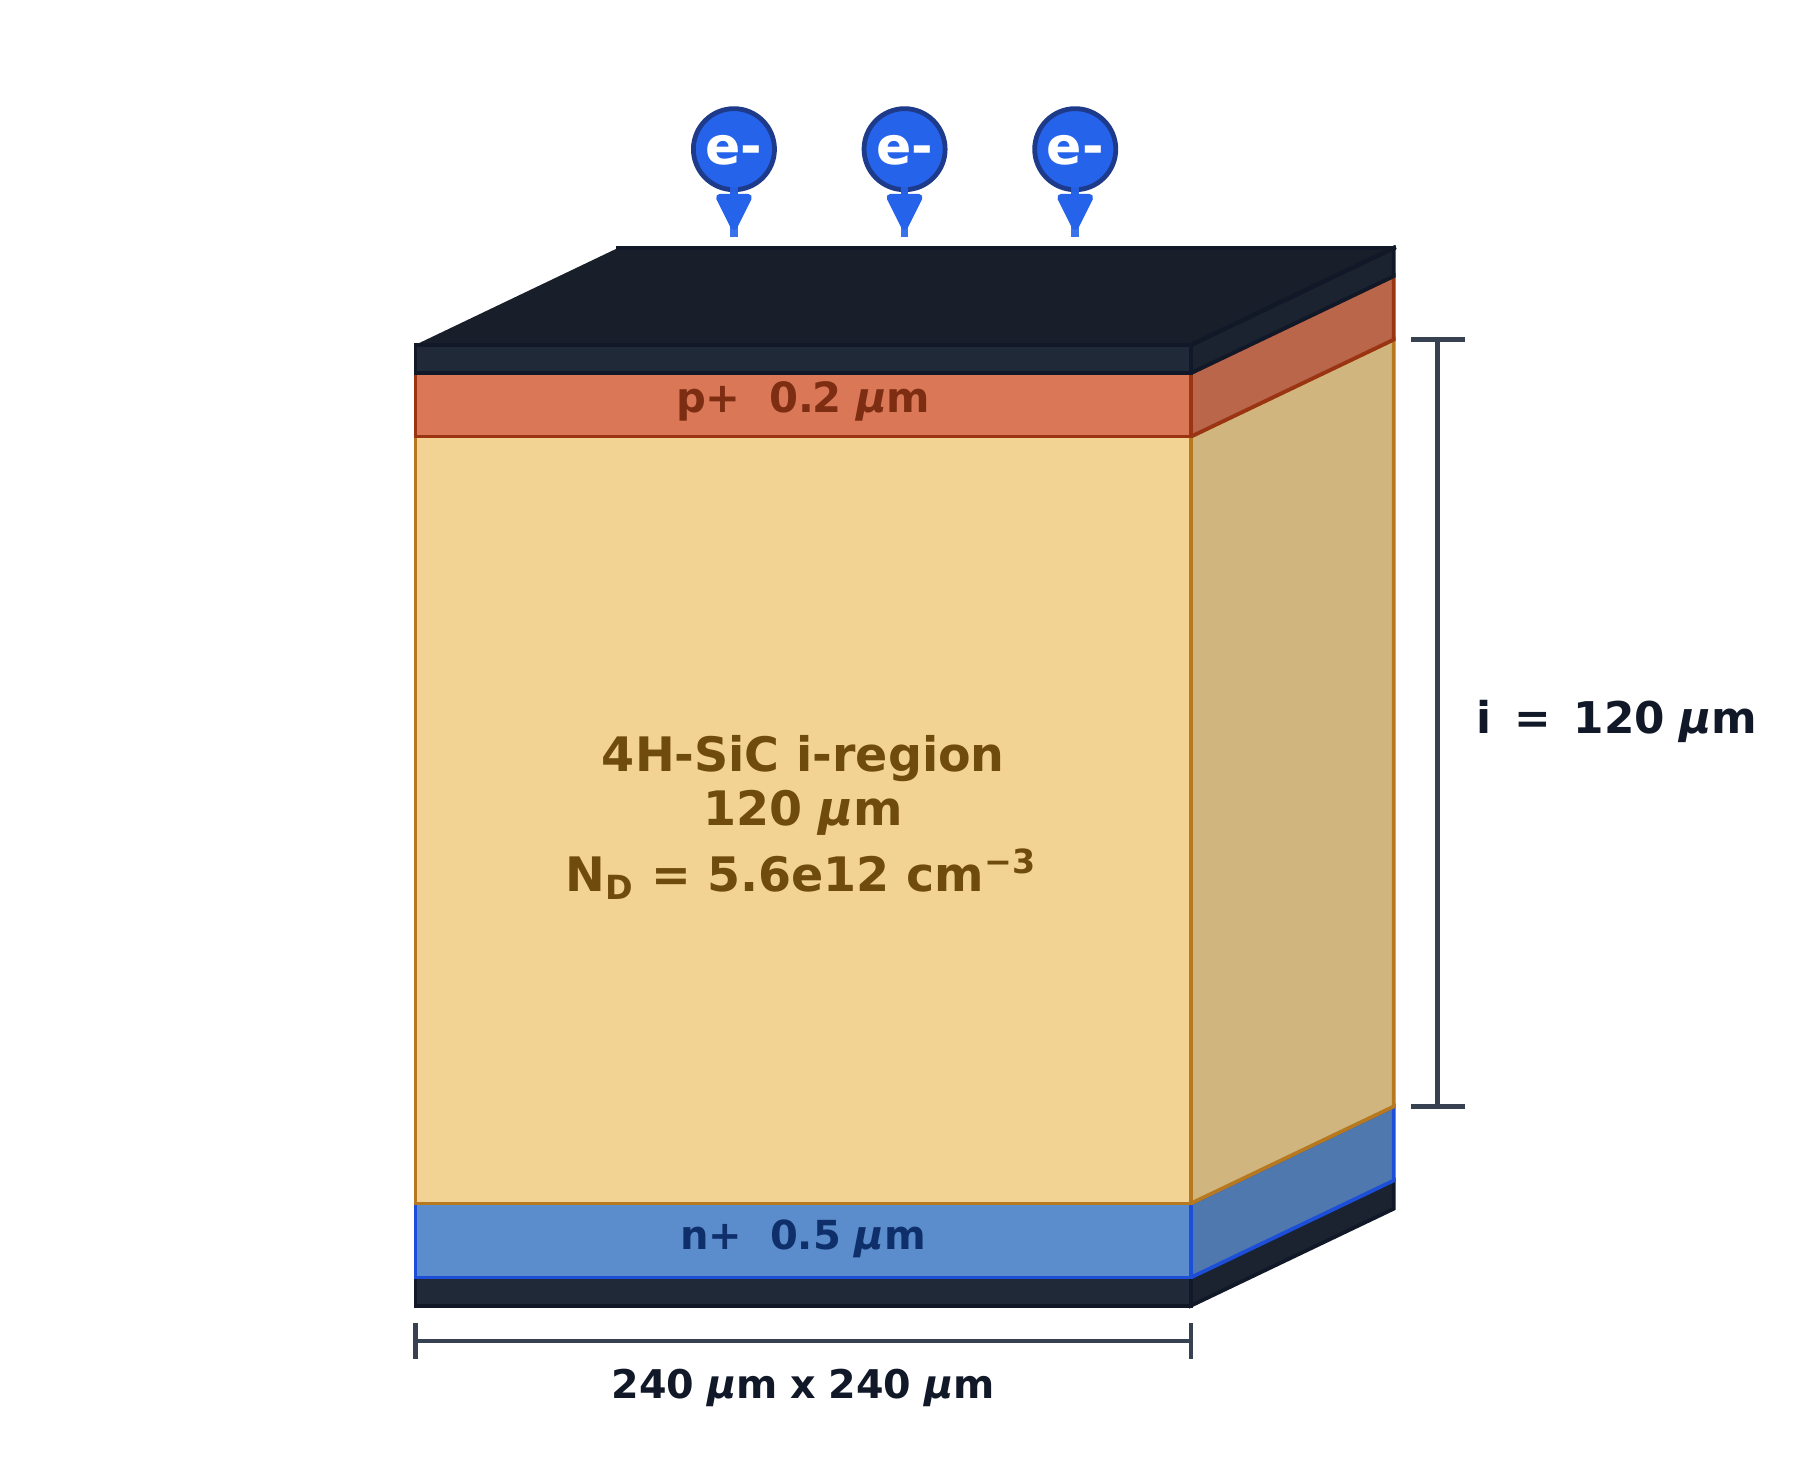 e- e- e-
p+ 0.2 μm
4H-SiC i-region
120 μm
N_D = 5.6e12 cm⁻³
i = 120 μm
n+ 0.5 μm
240 μm x 240 μm